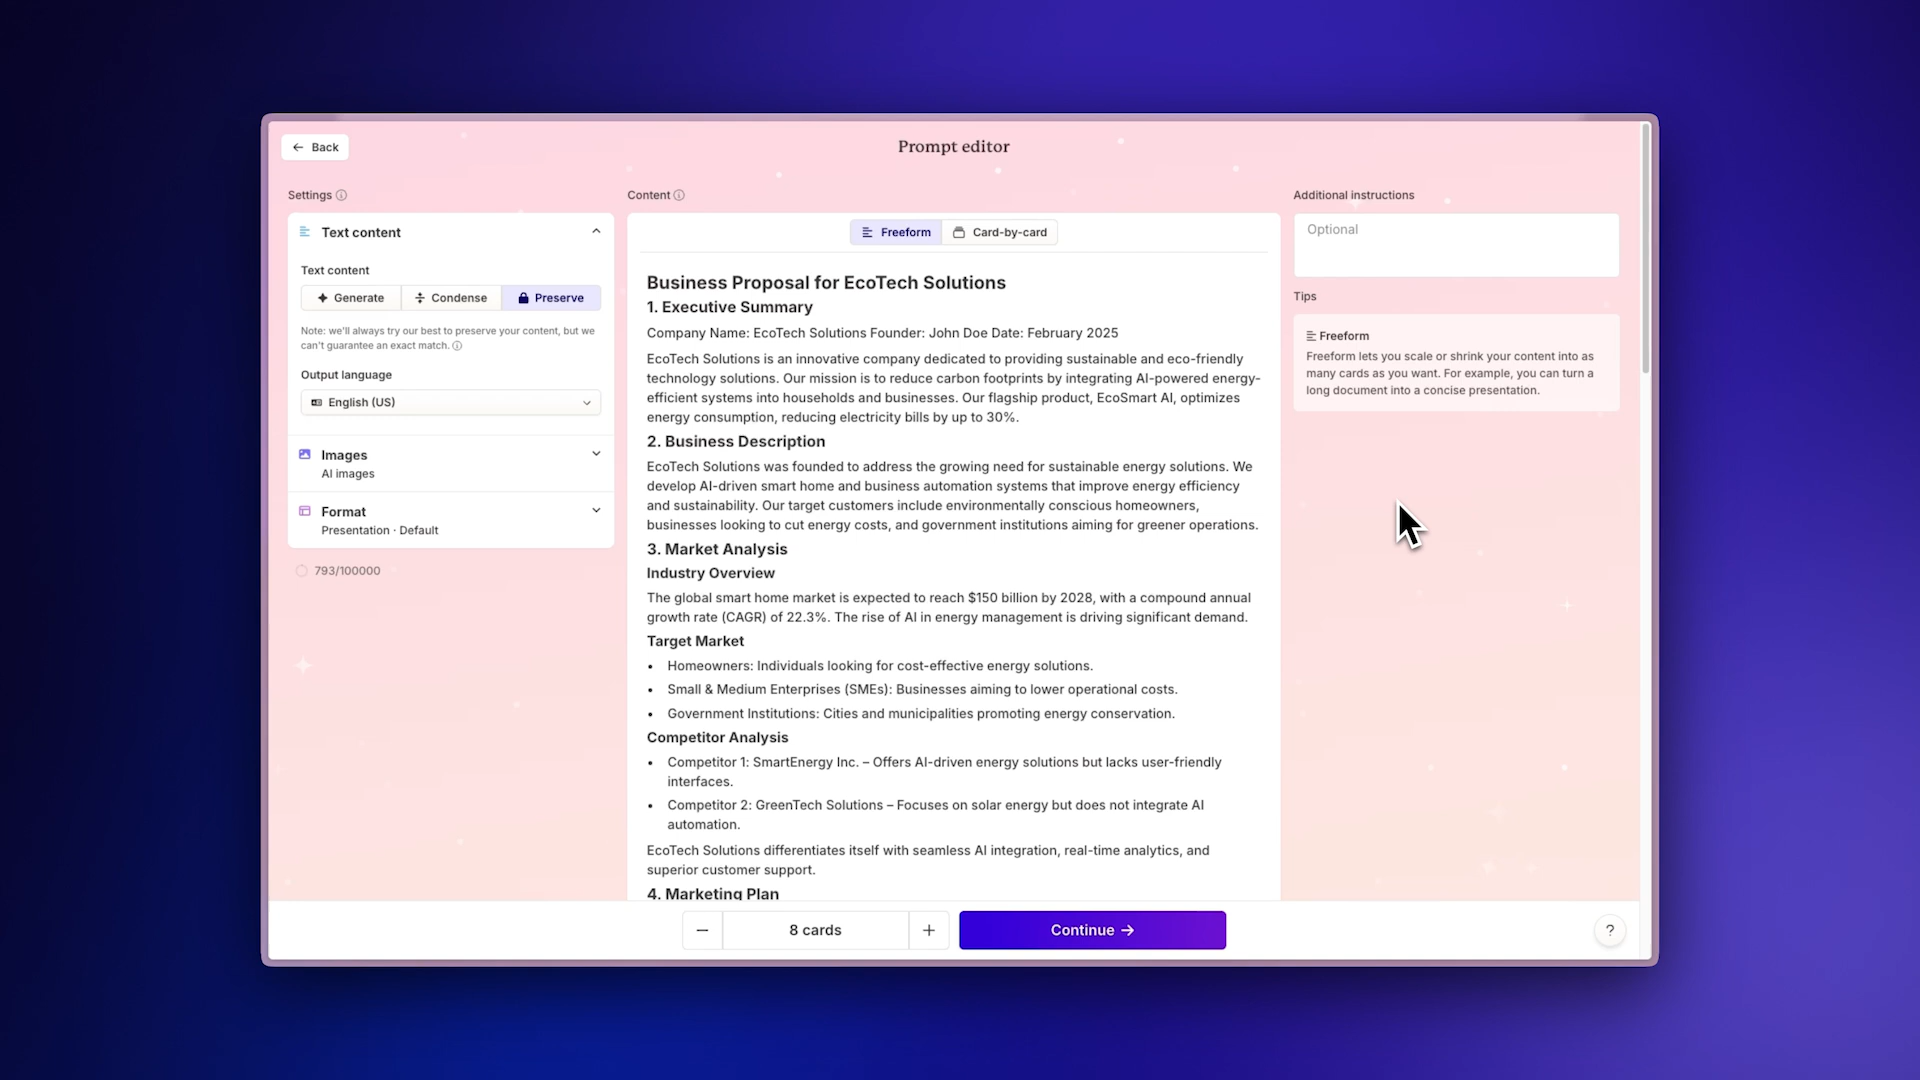 Back
Prompt editor
Settings
Text content
Text content
Generate
Condense
Preserve
Note: we'll always try our best to preserve your content, but we
can't guarantee an exact match.
Output language
English (US)
Images
AI images
Format
Presentation · Default
793/100000
Content
Freeform
Card-by-card
Business Proposal for EcoTech Solutions
1. Executive Summary
Company Name: EcoTech Solutions Founder: John Doe Date: February 2025
EcoTech Solutions is an innovative company dedicated to providing sustainable and eco-friendly
technology solutions. Our mission is to reduce carbon footprints by integrating AI-powered energy-
efficient systems into households and businesses. Our flagship product, EcoSmart AI, optimizes
energy consumption, reducing electricity bills by up to 30%.
2. Business Description
EcoTech Solutions was founded to address the growing need for sustainable energy solutions. We
develop AI-driven smart home and business automation systems that improve energy efficiency
and sustainability. Our target customers include environmentally conscious homeowners,
businesses looking to cut energy costs, and government institutions aiming for greener operations.
3. Market Analysis
Industry Overview
The global smart home market is expected to reach $150 billion by 2028, with a compound annual
growth rate (CAGR) of 22.3%. The rise of AI in energy management is driving significant demand.
Target Market
• Homeowners: Individuals looking for cost-effective energy solutions.
• Small & Medium Enterprises (SMEs): Businesses aiming to lower operational costs.
• Government Institutions: Cities and municipalities promoting energy conservation.
Competitor Analysis
• Competitor 1: SmartEnergy Inc. – Offers AI-driven energy solutions but lacks user-friendly
interfaces.
• Competitor 2: GreenTech Solutions – Focuses on solar energy but does not integrate AI
automation.
EcoTech Solutions differentiates itself with seamless AI integration, real-time analytics, and
superior customer support.
4. Marketing Plan
Additional instructions
Optional
Tips
Freeform
Freeform lets you scale or shrink your content into as
many cards as you want. For example, you can turn a
long document into a concise presentation.
− 8 cards +
Continue →
?